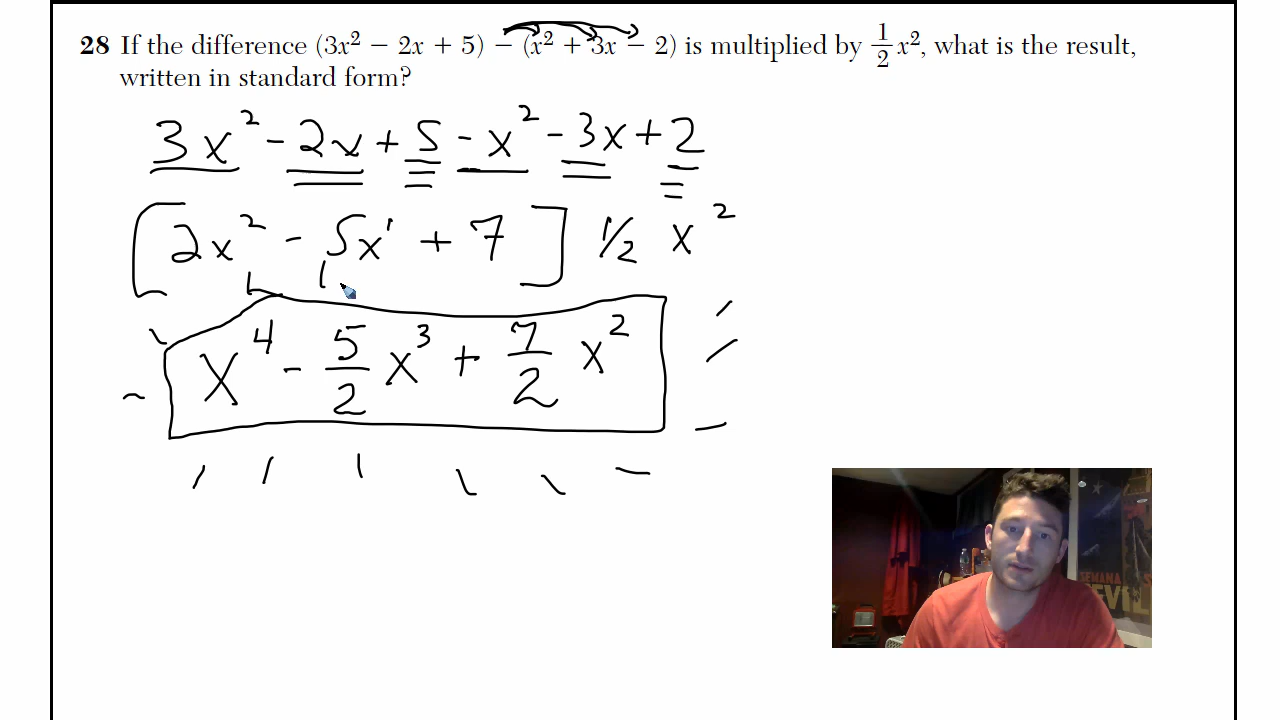 28 If the difference (3x² − 2x + 5) − (x² + 3x − 2) is multiplied by 1/2 x², what is the result,
written in standard form?
3x² - 2x + 5 - x² - 3x + 2
[2x² - 5x¹ + 7] 1/2 x²
x⁴ - 5/2 x³ + 7/2 x²
SEMANA
EVIL